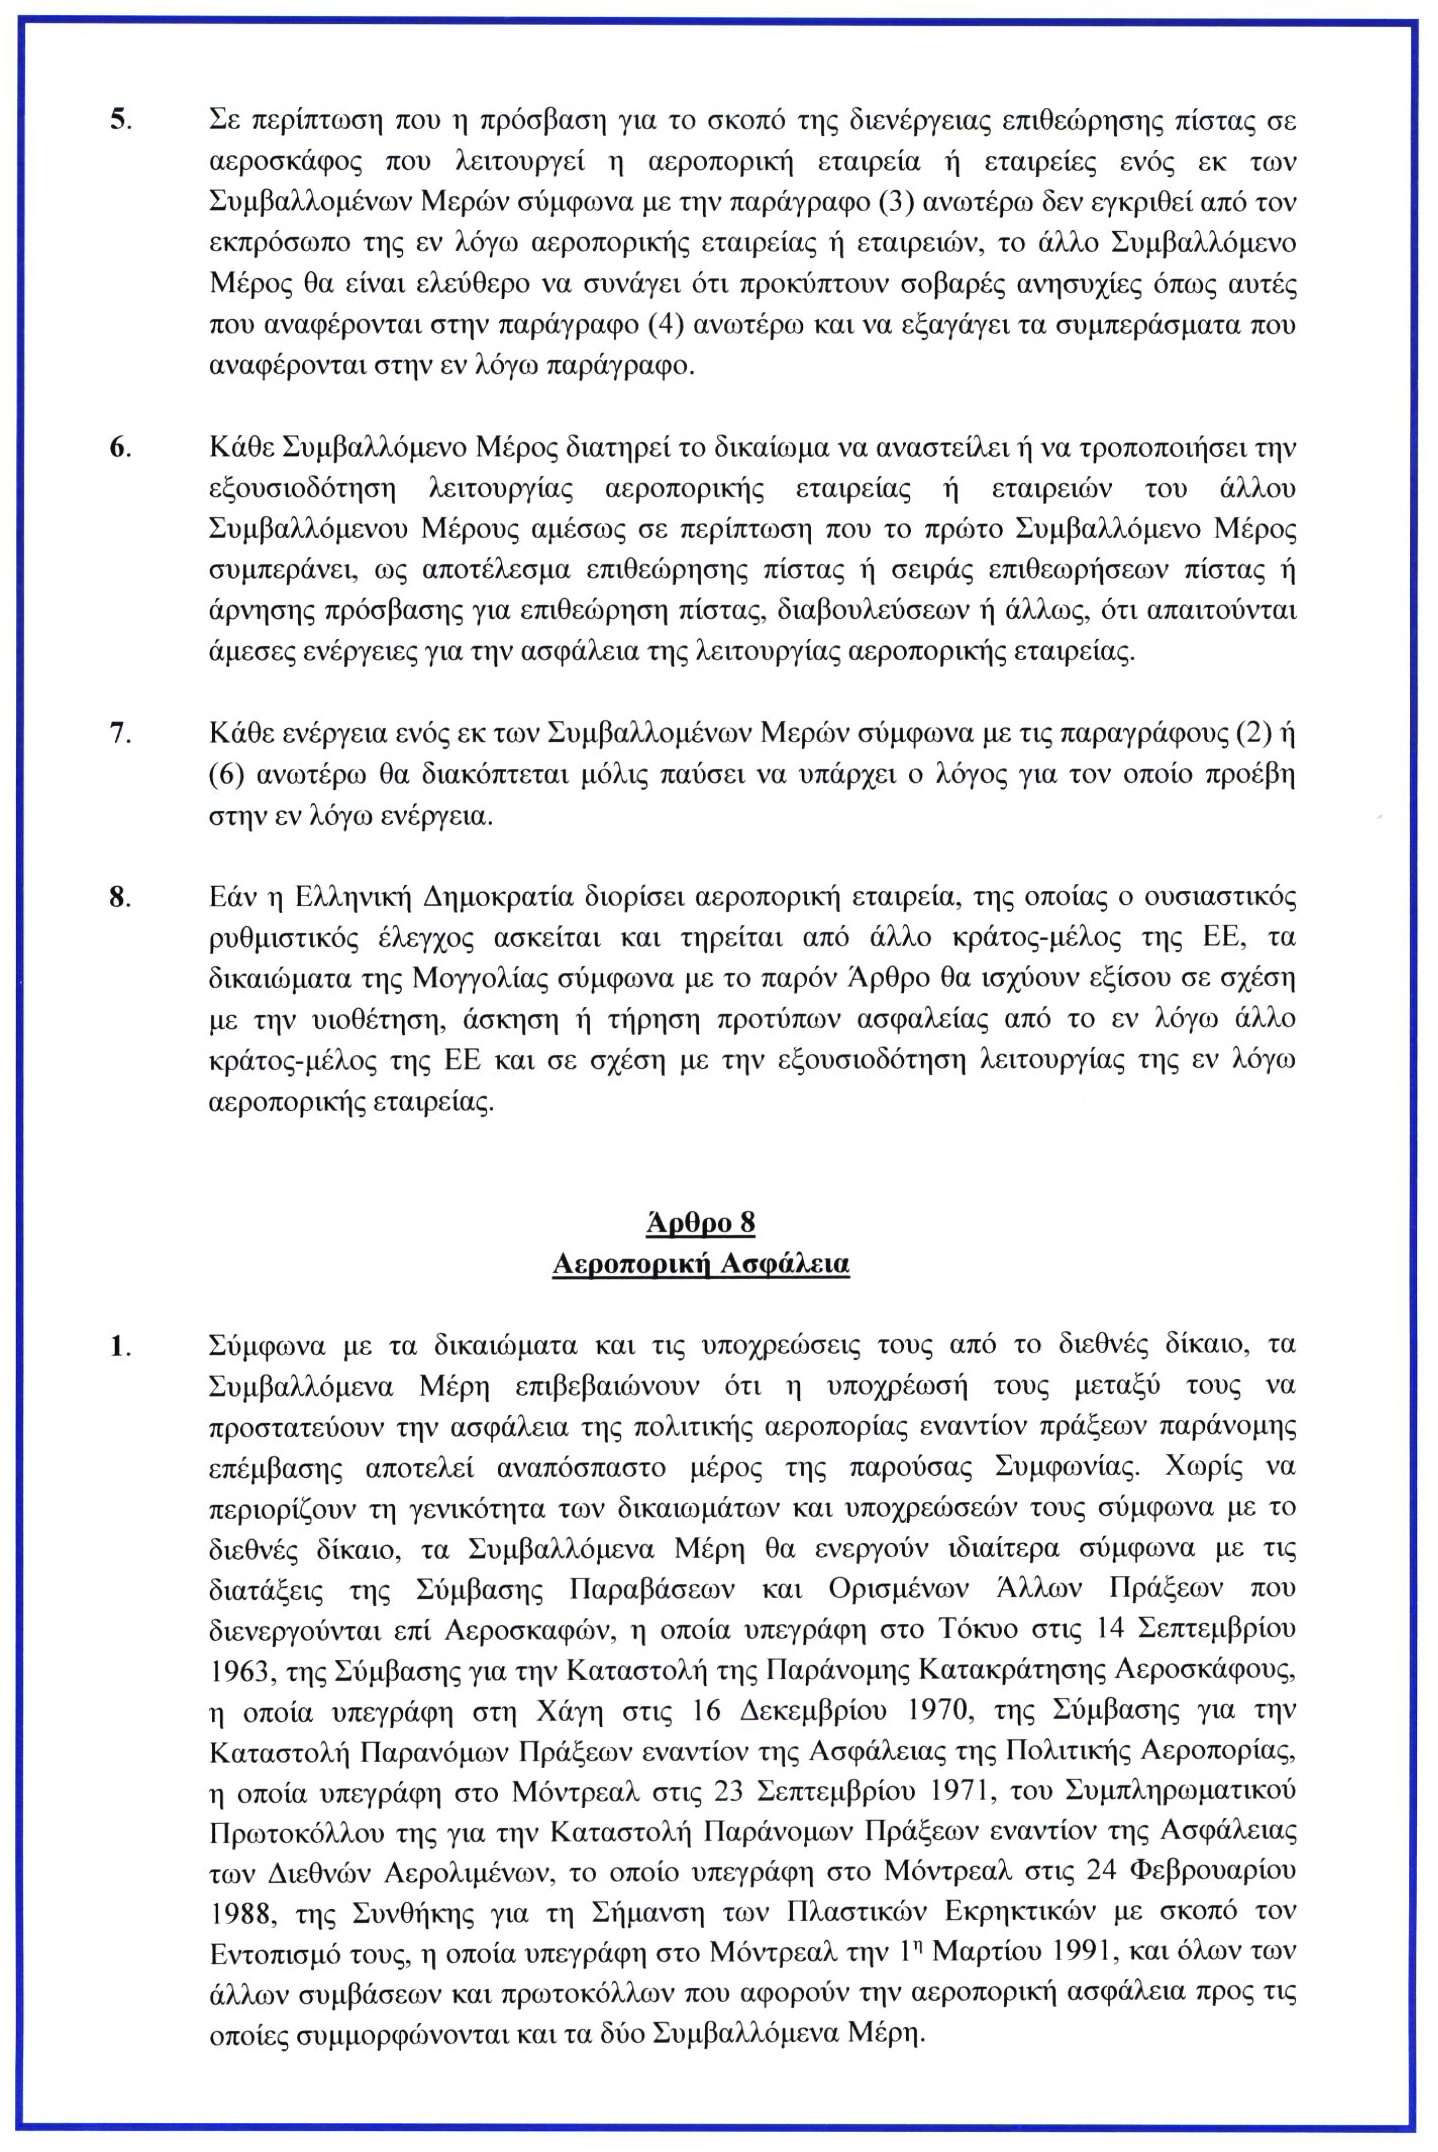 5. Σε περίπτωση που η πρόσβαση για το σκοπό της διενέργειας επιθεώρησης πίστας σε
αεροσκάφος που λειτουργεί η αεροπορική εταιρεία ή εταιρείες ενός εκ των
Συμβαλλομένων Μερών σύμφωνα με την παράγραφο (3) ανωτέρω δεν εγκριθεί από τον
εκπρόσωπο της εν λόγω αεροπορικής εταιρείας ή εταιρειών, το άλλο Συμβαλλόμενο
Μέρος θα είναι ελεύθερο να συνάγει ότι προκύπτουν σοβαρές ανησυχίες όπως αυτές
που αναφέρονται στην παράγραφο (4) ανωτέρω και να εξαγάγει τα συμπεράσματα που
αναφέρονται στην εν λόγω παράγραφο.
6. Κάθε Συμβαλλόμενο Μέρος διατηρεί το δικαίωμα να αναστείλει ή να τροποποιήσει την
εξουσιοδότηση λειτουργίας αεροπορικής εταιρείας ή εταιρειών του άλλου
Συμβαλλόμενου Μέρους αμέσως σε περίπτωση που το πρώτο Συμβαλλόμενο Μέρος
συμπεράνει, ως αποτέλεσμα επιθεώρησης πίστας ή σειράς επιθεωρήσεων πίστας ή
άρνησης πρόσβασης για επιθεώρηση πίστας, διαβουλεύσεων ή άλλως, ότι απαιτούνται
άμεσες ενέργειες για την ασφάλεια της λειτουργίας αεροπορικής εταιρείας.
7. Κάθε ενέργεια ενός εκ των Συμβαλλομένων Μερών σύμφωνα με τις παραγράφους (2) ή
(6) ανωτέρω θα διακόπτεται μόλις παύσει να υπάρχει ο λόγος για τον οποίο προέβη
στην εν λόγω ενέργεια.
8. Εάν η Ελληνική Δημοκρατία διορίσει αεροπορική εταιρεία, της οποίας ο ουσιαστικός
ρυθμιστικός έλεγχος ασκείται και τηρείται από άλλο κράτος-μέλος της ΕΕ, τα
δικαιώματα της Μογγολίας σύμφωνα με το παρόν Άρθρο θα ισχύουν εξίσου σε σχέση
με την υιοθέτηση, άσκηση ή τήρηση προτύπων ασφαλείας από το εν λόγω άλλο
κράτος-μέλος της ΕΕ και σε σχέση με την εξουσιοδότηση λειτουργίας της εν λόγω
αεροπορικής εταιρείας.
Άρθρο 8
Αεροπορική Ασφάλεια
1. Σύμφωνα με τα δικαιώματα και τις υποχρεώσεις τους από το διεθνές δίκαιο, τα
Συμβαλλόμενα Μέρη επιβεβαιώνουν ότι η υποχρέωσή τους μεταξύ τους να
προστατεύουν την ασφάλεια της πολιτικής αεροπορίας εναντίον πράξεων παράνομης
επέμβασης αποτελεί αναπόσπαστο μέρος της παρούσας Συμφωνίας. Χωρίς να
περιορίζουν τη γενικότητα των δικαιωμάτων και υποχρεώσεών τους σύμφωνα με το
διεθνές δίκαιο, τα Συμβαλλόμενα Μέρη θα ενεργούν ιδιαίτερα σύμφωνα με τις
διατάξεις της Σύμβασης Παραβάσεων και Ορισμένων Άλλων Πράξεων που
διενεργούνται επί Αεροσκαφών, η οποία υπεγράφη στο Τόκυο στις 14 Σεπτεμβρίου
1963, της Σύμβασης για την Καταστολή της Παράνομης Κατακράτησης Αεροσκάφους,
η οποία υπεγράφη στη Χάγη στις 16 Δεκεμβρίου 1970, της Σύμβασης για την
Καταστολή Παρανόμων Πράξεων εναντίον της Ασφάλειας της Πολιτικής Αεροπορίας,
η οποία υπεγράφη στο Μόντρεαλ στις 23 Σεπτεμβρίου 1971, του Συμπληρωματικού
Πρωτοκόλλου της για την Καταστολή Παράνομων Πράξεων εναντίον της Ασφάλειας
των Διεθνών Αερολιμένων, το οποίο υπεγράφη στο Μόντρεαλ στις 24 Φεβρουαρίου
1988, της Συνθήκης για τη Σήμανση των Πλαστικών Εκρηκτικών με σκοπό τον
Εντοπισμό τους, η οποία υπεγράφη στο Μόντρεαλ την 1η Μαρτίου 1991, και όλων των
άλλων συμβάσεων και πρωτοκόλλων που αφορούν την αεροπορική ασφάλεια προς τις
οποίες συμμορφώνονται και τα δύο Συμβαλλόμενα Μέρη.